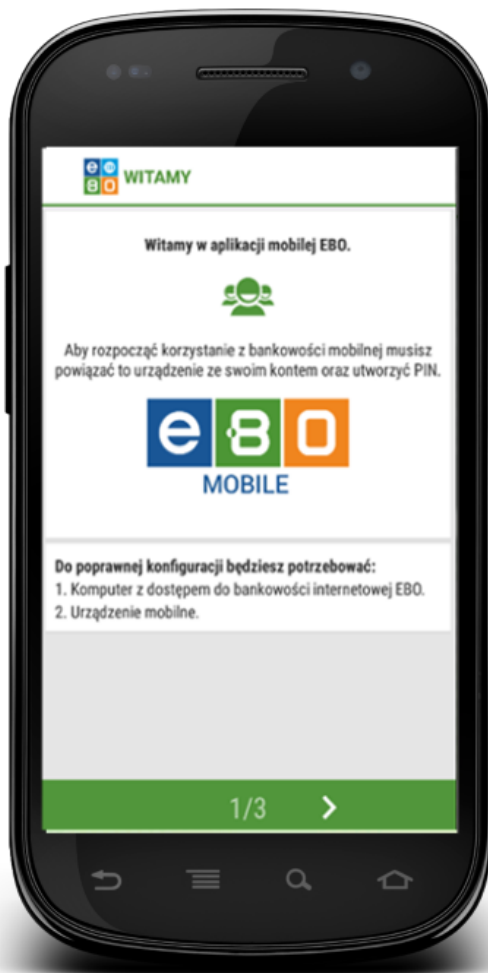 eeBO WITAMY
Witamy w aplikacji mobilej EBO.
Aby rozpocząć korzystanie z bankowości mobilnej musisz
powiązać to urządzenie ze swoim kontem oraz utworzyć PIN.
eBO
MOBILE
Do poprawnej konfiguracji będziesz potrzebować:
1. Komputer z dostępem do bankowości internetowej EBO.
2. Urządzenie mobilne.
1/3